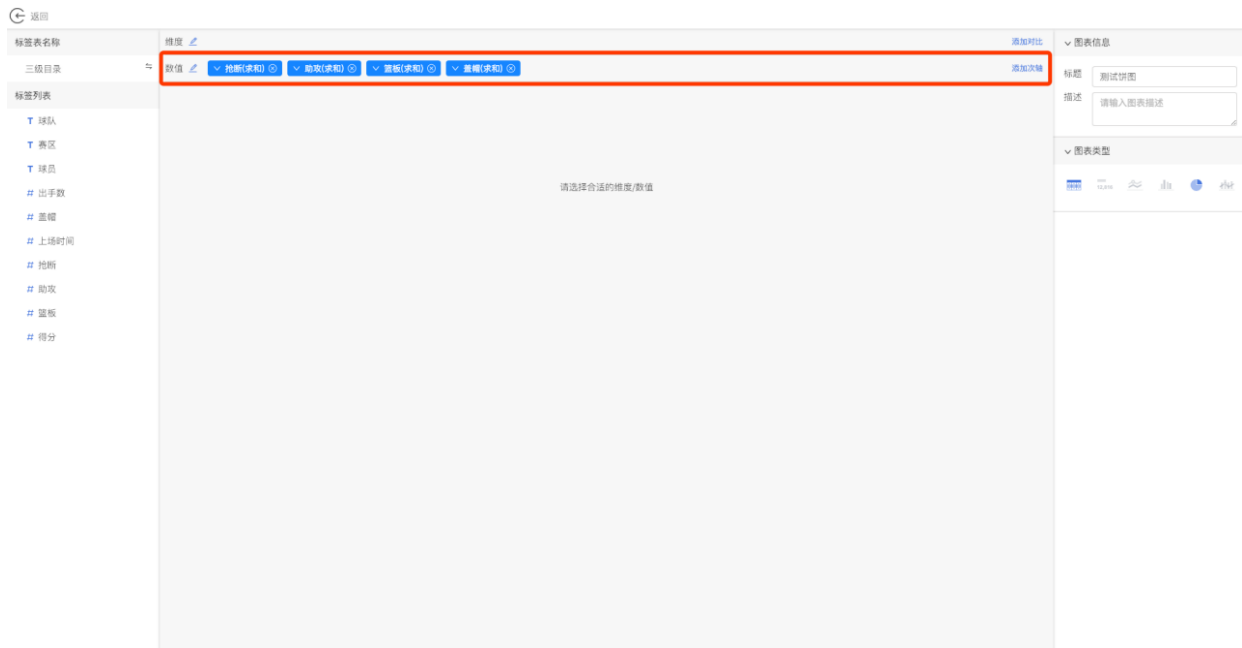 返回
标签表名称
三级目录
标签列表
T 球队
T 赛区
T 球员
# 出手数
# 盖帽
# 上场时间
# 抢断
# 助攻
# 篮板
# 得分
维度 添加对比
数值 抢断(求和) 助攻(求和) 篮板(求和) 盖帽(求和) 添加次轴
请选择合适的维度/数值
图表信息
标题 测试饼图
描述 请输入图表描述
图表类型